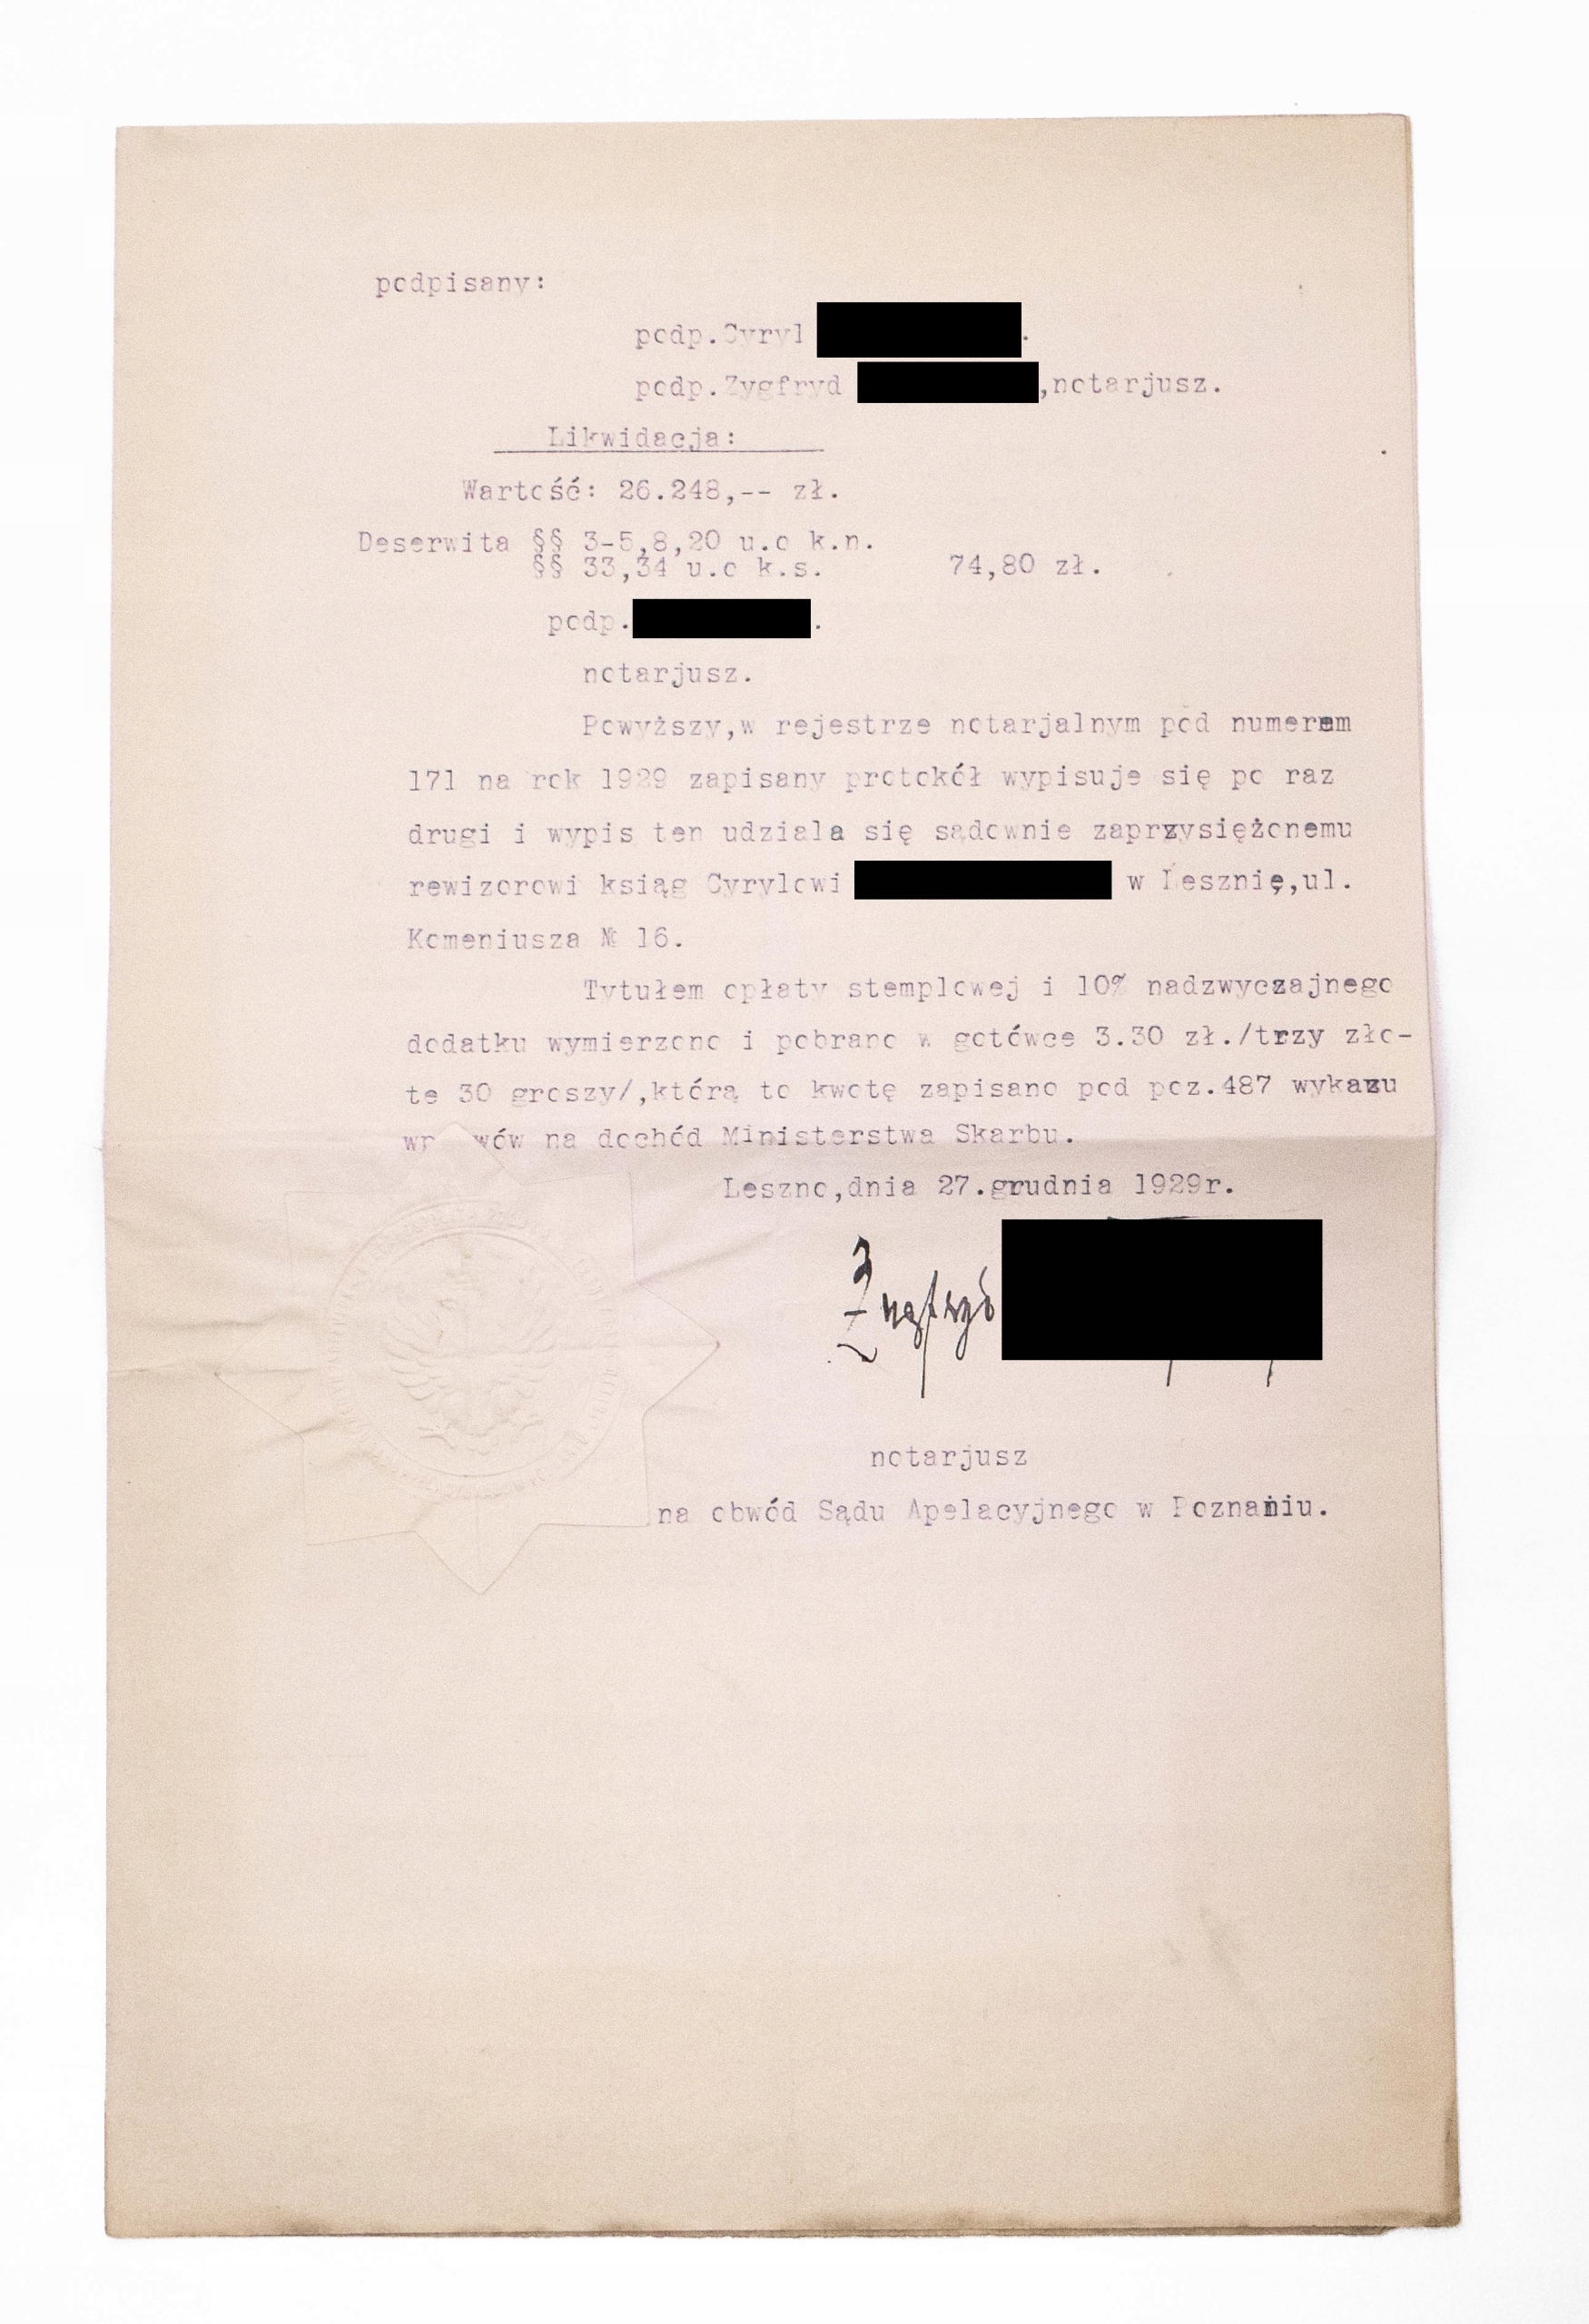 podpisany:
podp.Cyryl .
podp.Zygfryd ,notarjusz.
Likwidacja:
Wartość: 26.248,-- zł.
Deserwita §§ 3-5,8,20 u.o k.n.
§§ 33,34 u.o k.s. 74,80 zł.
podp. .
notarjusz.
Powyższy,w rejestrze notarjalnym pod numerem
171 na rok 1929 zapisany protokół wypisuje się po raz
drugi i wypis ten udziala się sądownie zaprzysiężonemu
rewizorowi ksiąg Cyrylowi w Lesznię,ul.
Komeniusza № 16.
Tytułem opłaty stemplowej i 10% nadzwyczajnego
dodatku wymierzono i pobrano w gotówce 3.30 zł./trzy zło-
te 30 groszy/,którą to kwotę zapisano pod poz.487 wykazu
na dochód Ministerstwa Skarbu.
Leszno,dnia 27.grudnia 1929r.
Zygfryd
notarjusz
na obwód Sądu Apelacyjnego w Poznaniu.